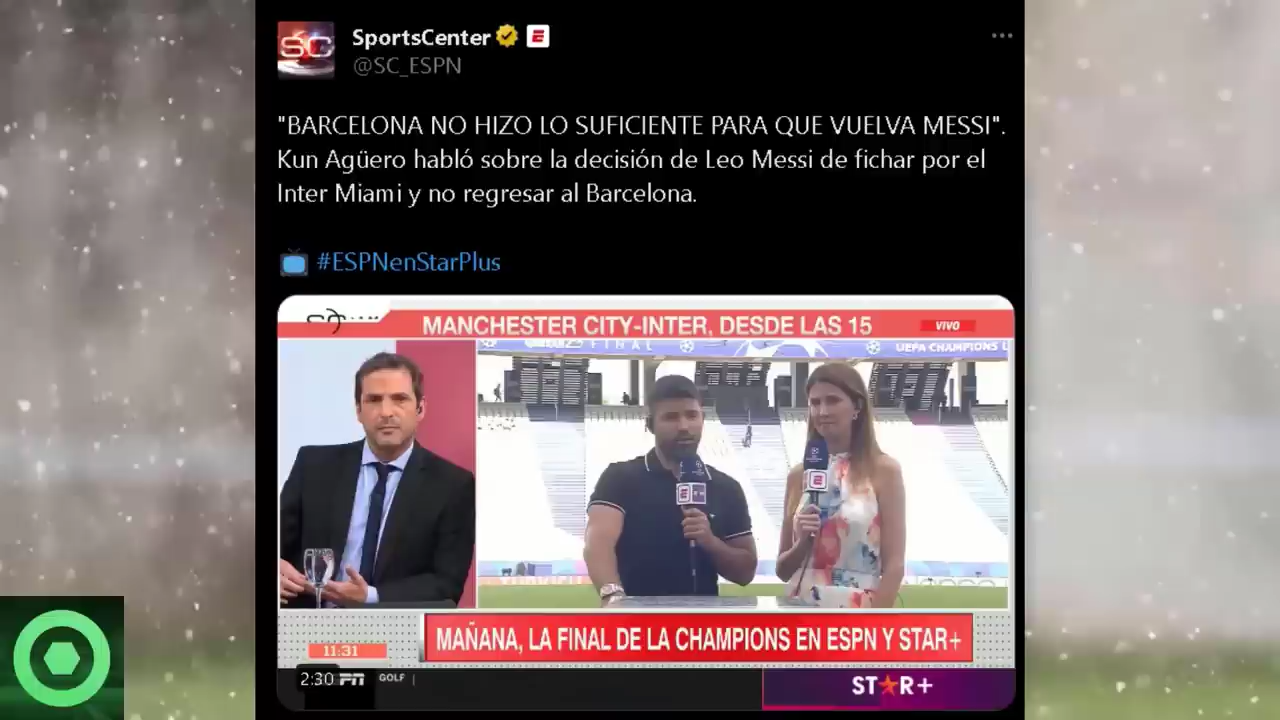 SC
SportsCenter
@SC_ESPN
"BARCELONA NO HIZO LO SUFICIENTE PARA QUE VUELVA MESSI".
Kun Agüero habló sobre la decisión de Leo Messi de fichar por el
Inter Miami y no regresar al Barcelona.
#ESPNenStarPlus
MANCHESTER CITY-INTER, DESDE LAS 15
VIVO
FINAL
UEFA CHAMPIONS L
MAÑANA, LA FINAL DE LA CHAMPIONS EN ESPN Y STAR+
11:31
2:30
GOLF
STAR+